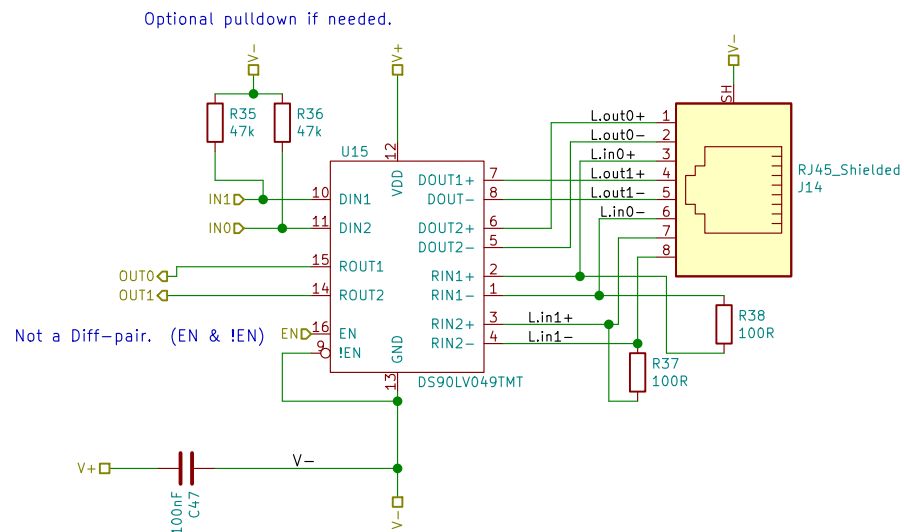 Optional pulldown if needed.
V-
V+
V-
R35
47k
R36
47k
U15
12
VDD
SH
L.out0+
1
L.out0-
2
L.in0+
3
L.out1+
4
L.out1-
5
L.in0-
6
7
8
RJ45_Shielded
J14
IN1
10
DIN1
DOUT1+
7
DOUT-
8
IN0
11
DIN2
DOUT2+
6
DOUT2-
5
OUT0
15
ROUT1
RIN1+
2
OUT1
14
ROUT2
RIN1-
1
Not a Diff-pair.  (EN & !EN)
EN
16
EN
9
!EN
GND
13
RIN2+
3
L.in1+
RIN2-
4
L.in1-
R38
100R
R37
100R
DS90LV049TMT
V+
100nF
C47
V-
V-